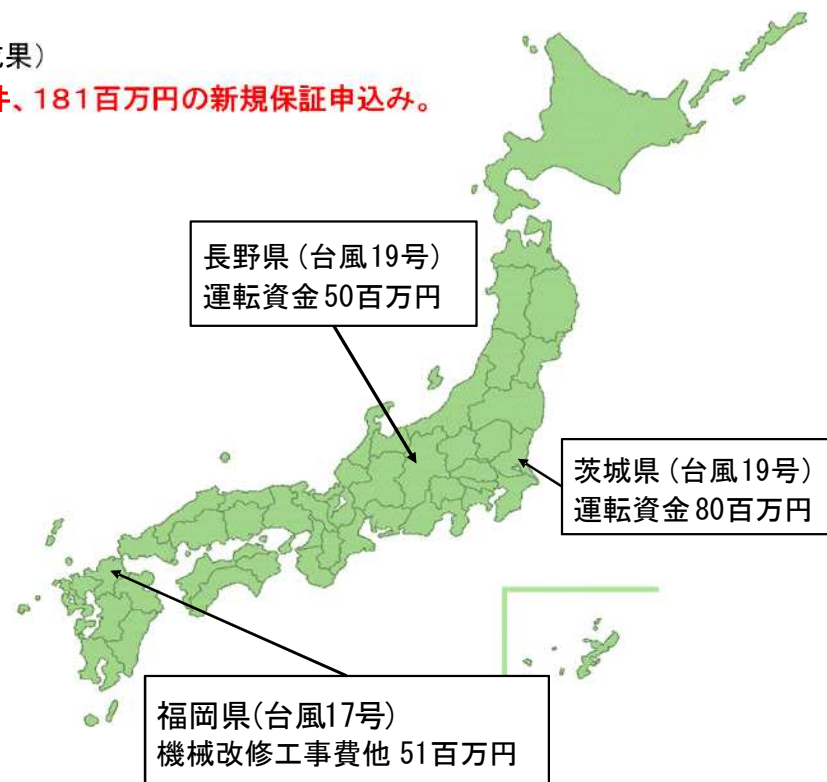 果）
、181百万円の新規保証申込み。
長野県（台風19号）
運転資金50百万円
茨城県（台風19号）
運転資金80百万円
福岡県(台風17号)
機械改修工事費他 51百万円